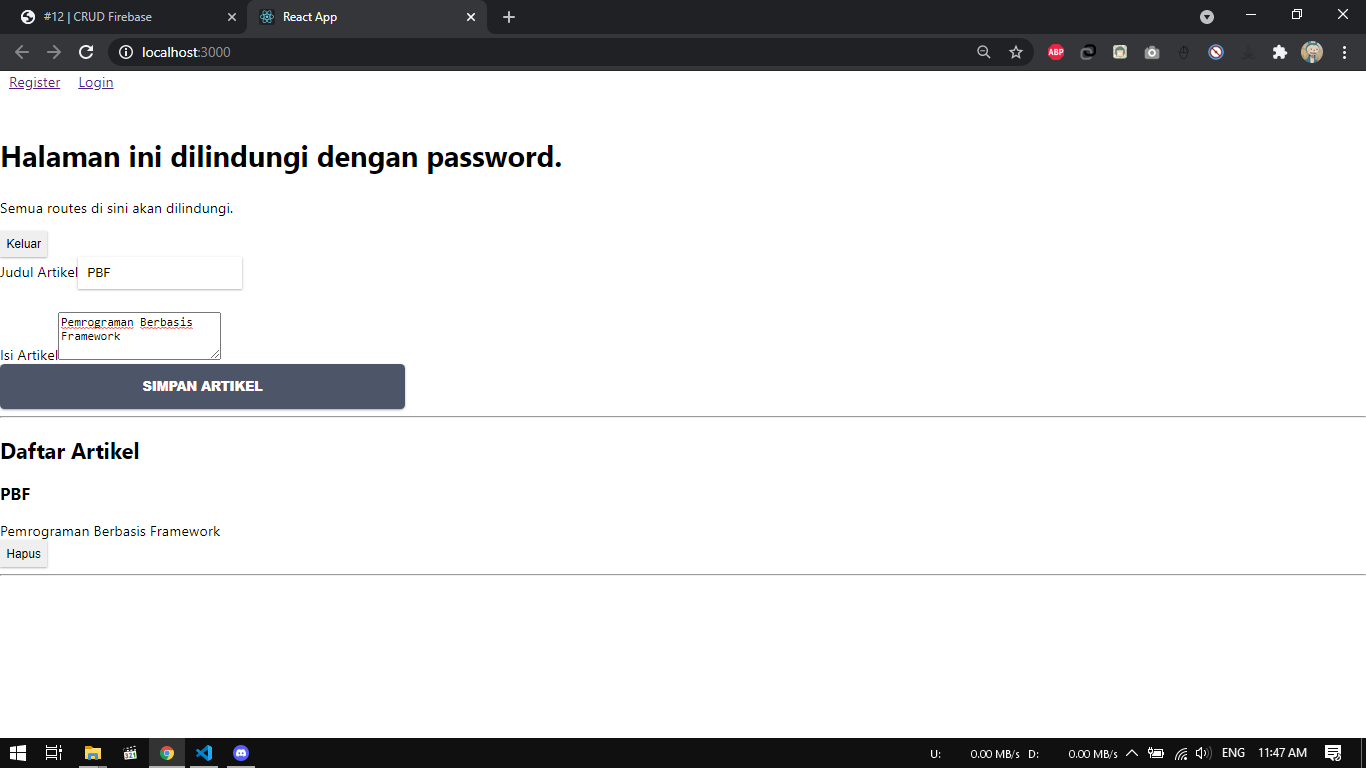 #12 | CRUD Firebase
React App
localhost:3000
ABP
Register Login
Halaman ini dilindungi dengan password.
Semua routes di sini akan dilindungi.
Keluar
Judul Artikel PBF
Pemrograman Berbasis
Framework
Isi Artikel
SIMPAN ARTIKEL
Daftar Artikel
PBF
Pemrograman Berbasis Framework
Hapus
U: 0.00 MB/s D: 0.00 MB/s ENG 11:47 AM